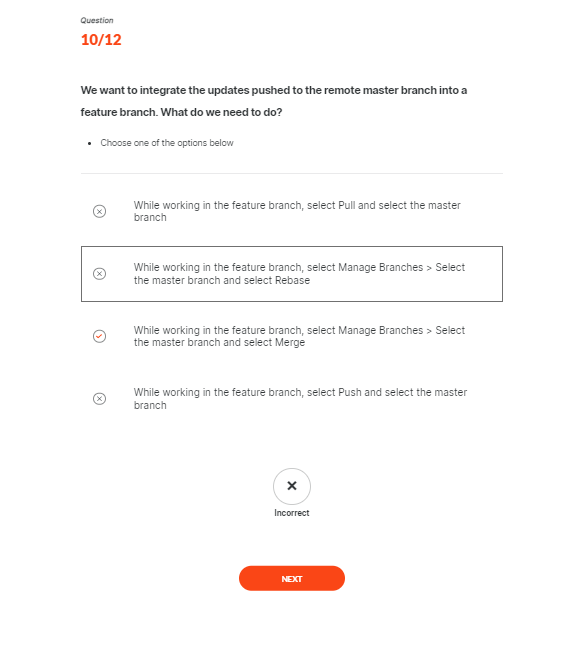 Question
10/12
We want to integrate the updates pushed to the remote master branch into a
feature branch. What do we need to do?
• Choose one of the options below
While working in the feature branch, select Pull and select the master
branch
While working in the feature branch, select Manage Branches > Select
the master branch and select Rebase
While working in the feature branch, select Manage Branches > Select
the master branch and select Merge
While working in the feature branch, select Push and select the master
branch
Incorrect
NEXT